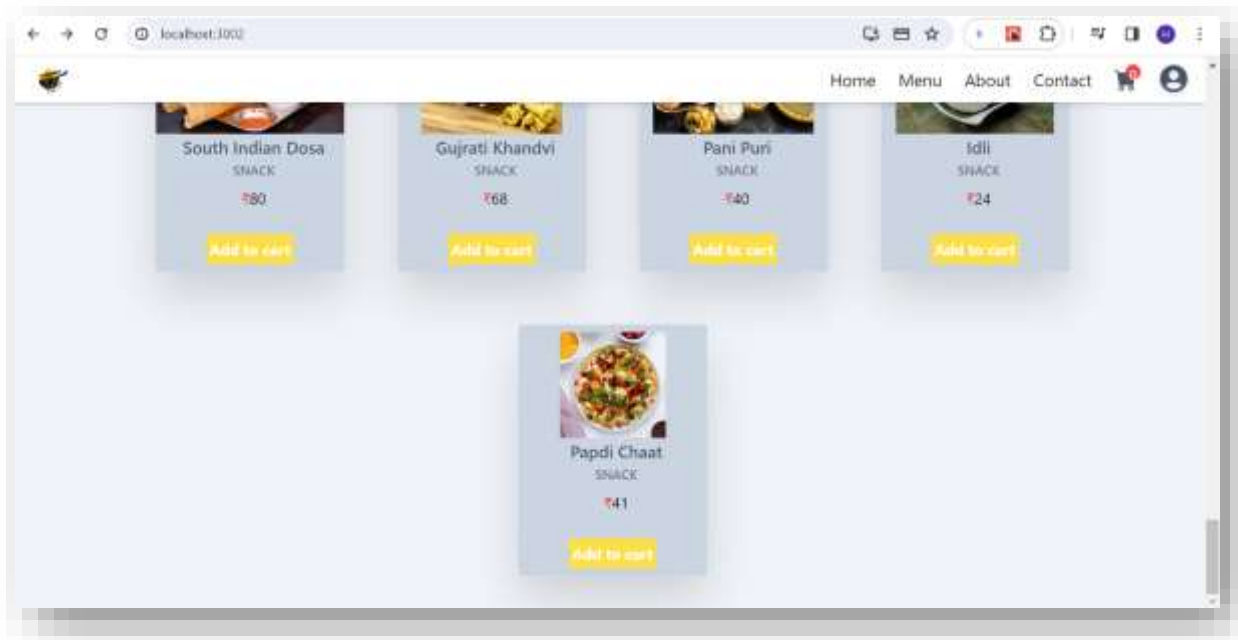 localhost:3002
Home Menu About Contact 0
South Indian Dosa
SNACK
₹80
Add to cart
Gujrati Khandvi
SNACK
₹68
Add to cart
Pani Puri
SNACK
₹40
Add to cart
Idli
SNACK
₹24
Add to cart
Papdi Chaat
SNACK
₹41
Add to cart